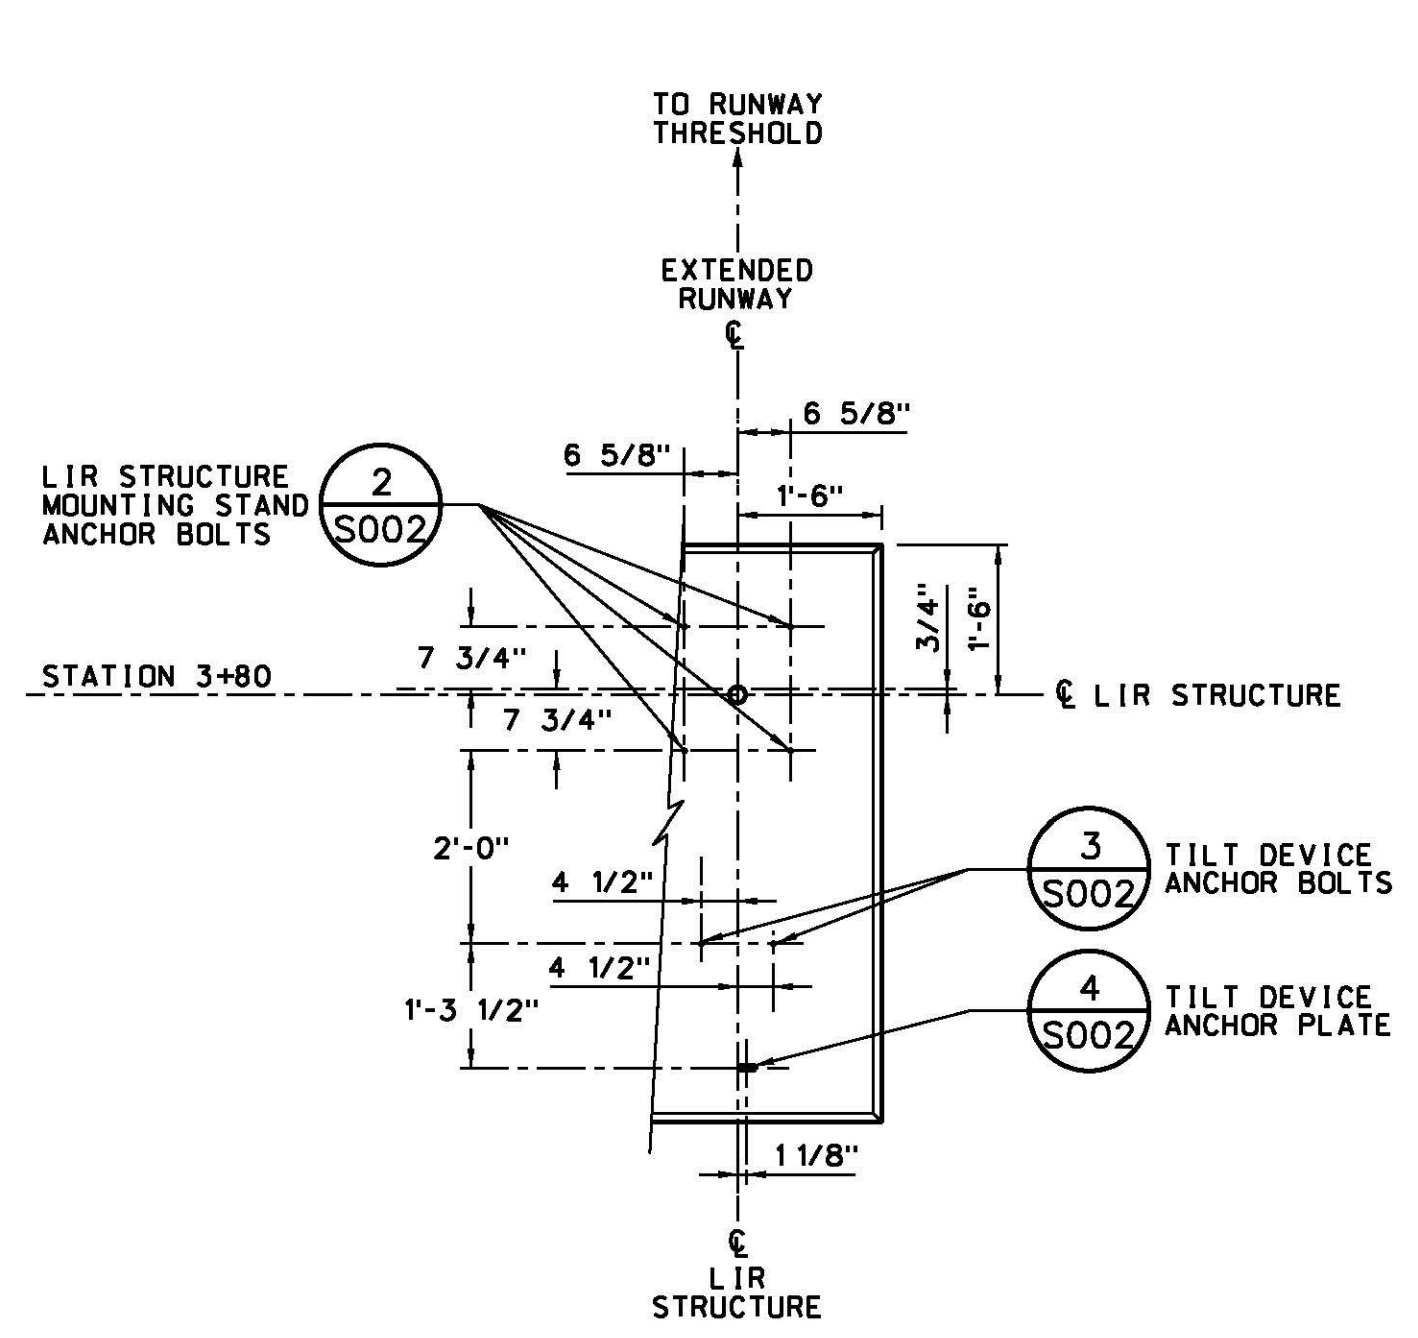 TO RUNWAY
THRESHOLD
EXTENDED
RUNWAY
℄
6 5/8"
6 5/8"
1'-6"
LIR STRUCTURE
MOUNTING STAND
ANCHOR BOLTS
2
S002
3/4"
1'-6"
7 3/4"
STATION 3+80
7 3/4"
℄ LIR STRUCTURE
2'-0"
4 1/2"
3
S002
TILT DEVICE
ANCHOR BOLTS
4 1/2"
1'-3 1/2"
4
S002
TILT DEVICE
ANCHOR PLATE
1 1/8"
℄
LIR
STRUCTURE